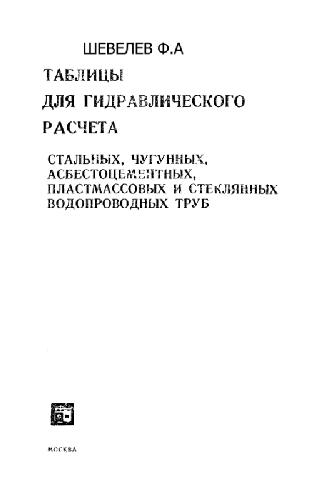 ШЕВЕЛЕВ Ф.А
ТАБЛИЦЫ
ДЛЯ ГИДРАВЛИЧЕСКОГО
РАСЧЕТА
СТАЛЬНЫХ, ЧУГУННЫХ,
АСБЕСТОЦЕМЕНТНЫХ,
ПЛАСТМАССОВЫХ И СТЕКЛЯННЫХ
ВОДОПРОВОДНЫХ ТРУБ
МОСКВА